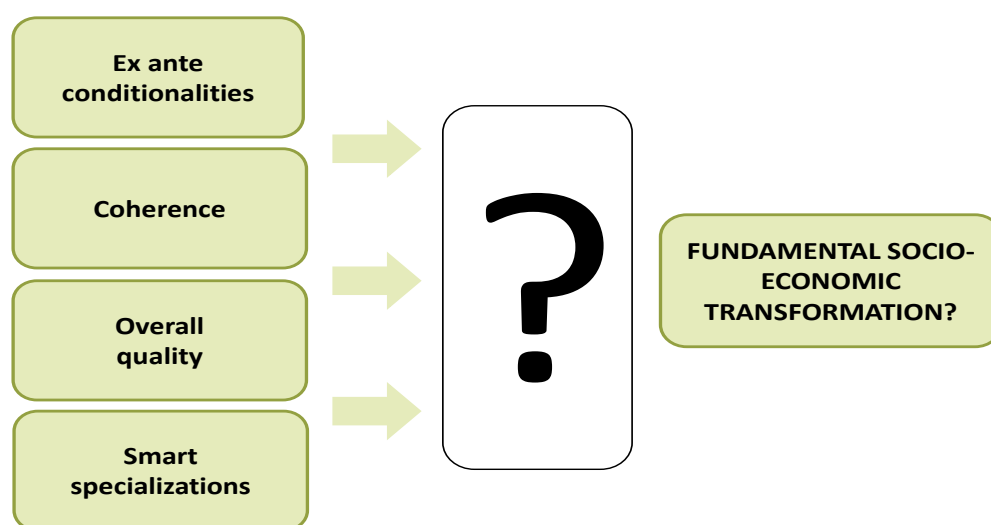 Ex ante
conditionalities
Coherence
Overall
quality
Smart
specializations
?
FUNDAMENTAL SOCIO-
ECONOMIC
TRANSFORMATION?